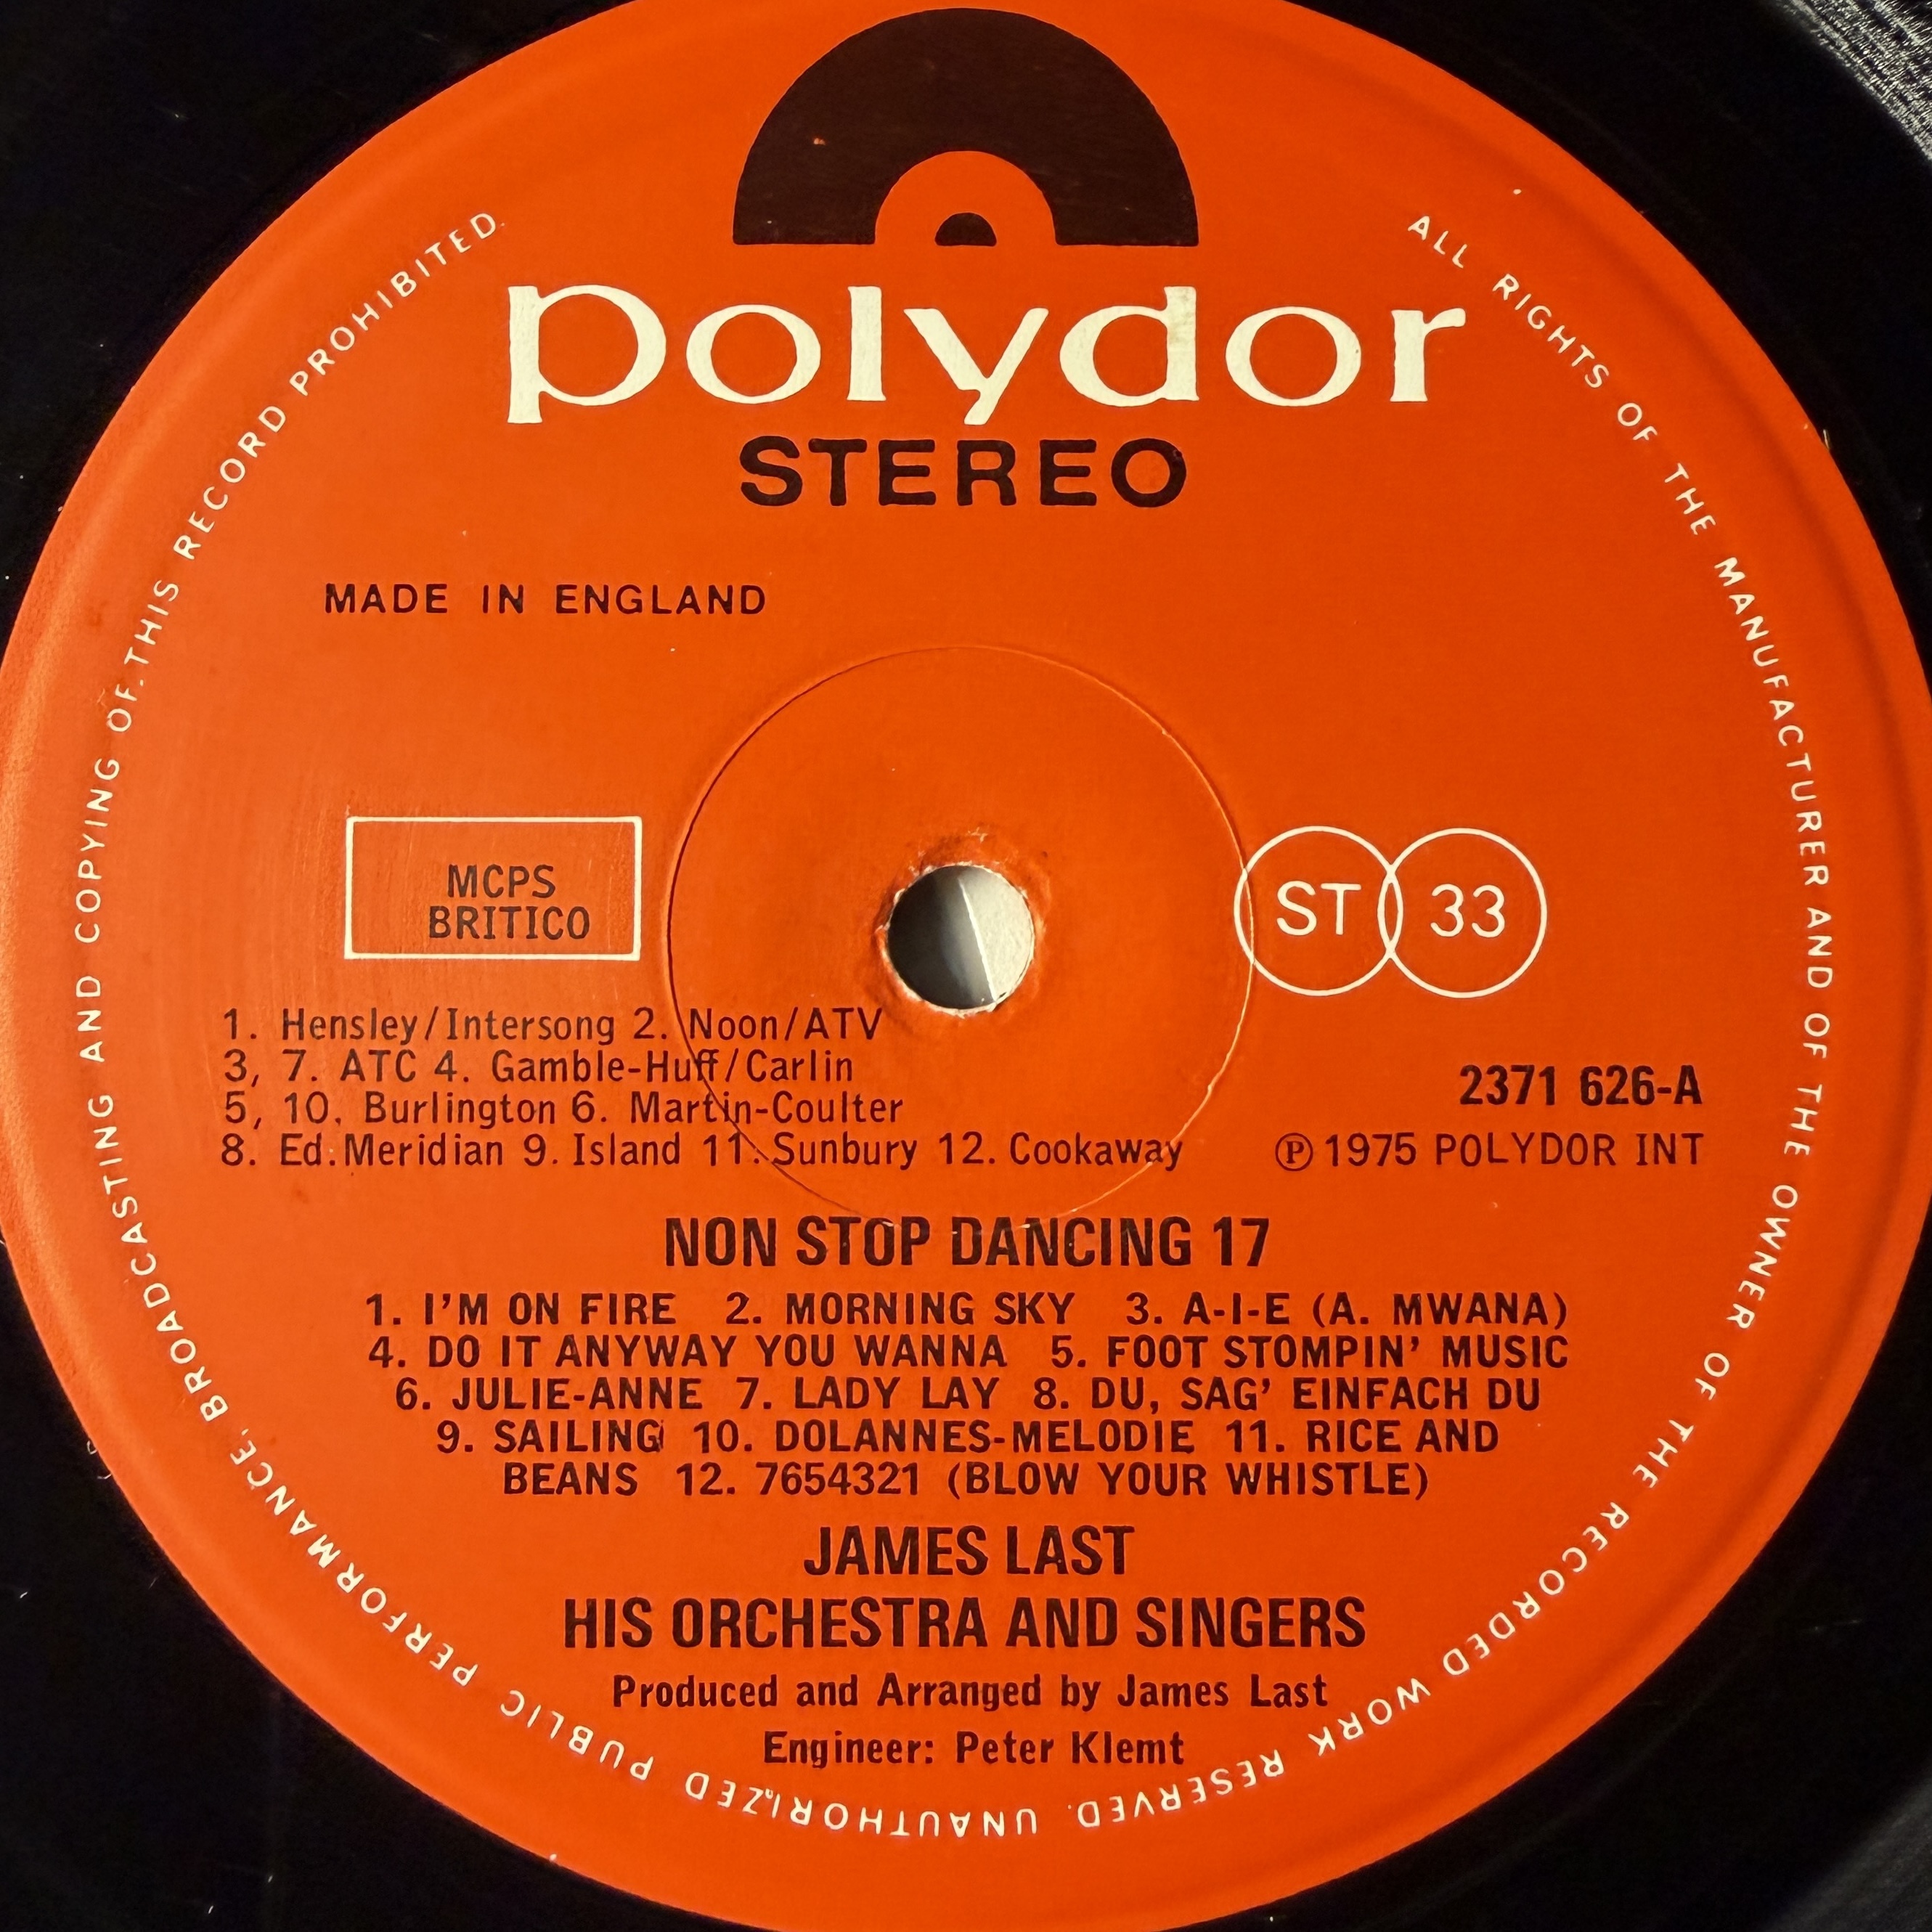 polydor
STEREO
MADE IN ENGLAND
MCPS
BRITICO
ST 33
1. Hensley/Intersong 2. Noon/ATV
3, 7. ATC 4. Gamble-Huff/Carlin
5, 10. Burlington 6. Martin-Coulter
8. Ed. Meridian 9. Island 11. Sunbury 12. Cookaway
2371 626-A
Ⓟ 1975 POLYDOR INT
NON STOP DANCING 17
1. I'M ON FIRE 2. MORNING SKY 3. A-I-E (A. MWANA)
4. DO IT ANYWAY YOU WANNA 5. FOOT STOMPIN' MUSIC
6. JULIE-ANNE 7. LADY LAY 8. DU, SAG' EINFACH DU
9. SAILING 10. DOLANNES-MELODIE 11. RICE AND
BEANS 12. 7654321 (BLOW YOUR WHISTLE)
JAMES LAST
HIS ORCHESTRA AND SINGERS
Produced and Arranged by James Last
Engineer: Peter Klemt
ALL RIGHTS OF THE MANUFACTURER AND OF THE OWNER OF THE RECORDED WORK RESERVED. UNAUTHORIZED PUBLIC PERFORMANCE, BROADCASTING AND COPYING OF THIS RECORD PROHIBITED.